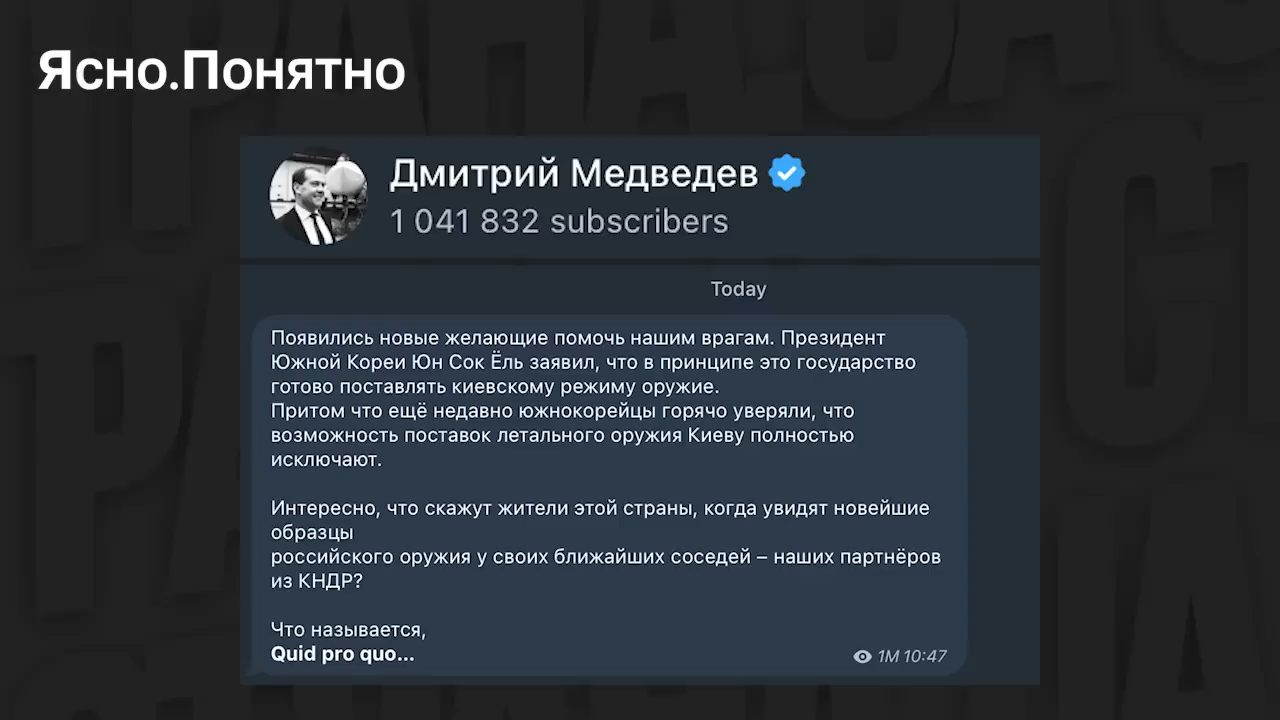 Ясно.Понятно
Дмитрий Медведев
1 041 832 subscribers
Today
Появились новые желающие помочь нашим врагам. Президент
Южной Кореи Юн Сок Ёль заявил, что в принципе это государство
готово поставлять киевскому режиму оружие.
Притом что ещё недавно южнокорейцы горячо уверяли, что
возможность поставок летального оружия Киеву полностью
исключают.
Интересно, что скажут жители этой страны, когда увидят новейшие
образцы
российского оружия у своих ближайших соседей – наших партнёров
из КНДР?
Что называется,
Quid pro quo...
1M 10:47